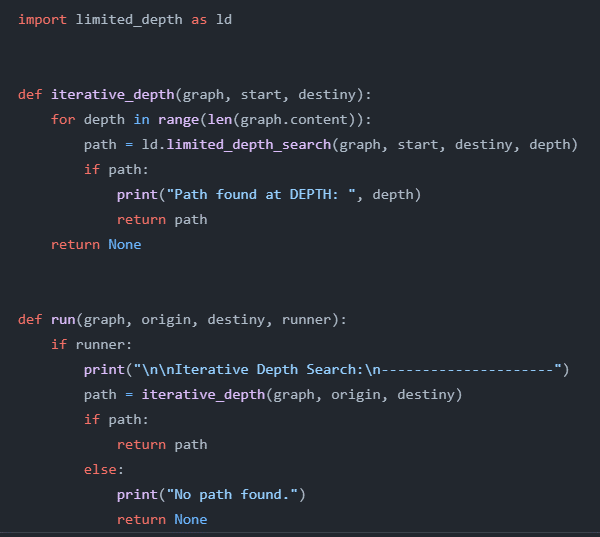 import limited_depth as ld
def iterative_depth(graph, start, destiny):
    for depth in range(len(graph.content)):
        path = ld.limited_depth_search(graph, start, destiny, depth)
        if path:
            print("Path found at DEPTH: ", depth)
            return path
    return None
def run(graph, origin, destiny, runner):
    if runner:
        print("\n\nIterative Depth Search:\n---------------------")
        path = iterative_depth(graph, origin, destiny)
        if path:
            return path
        else:
            print("No path found.")
            return None